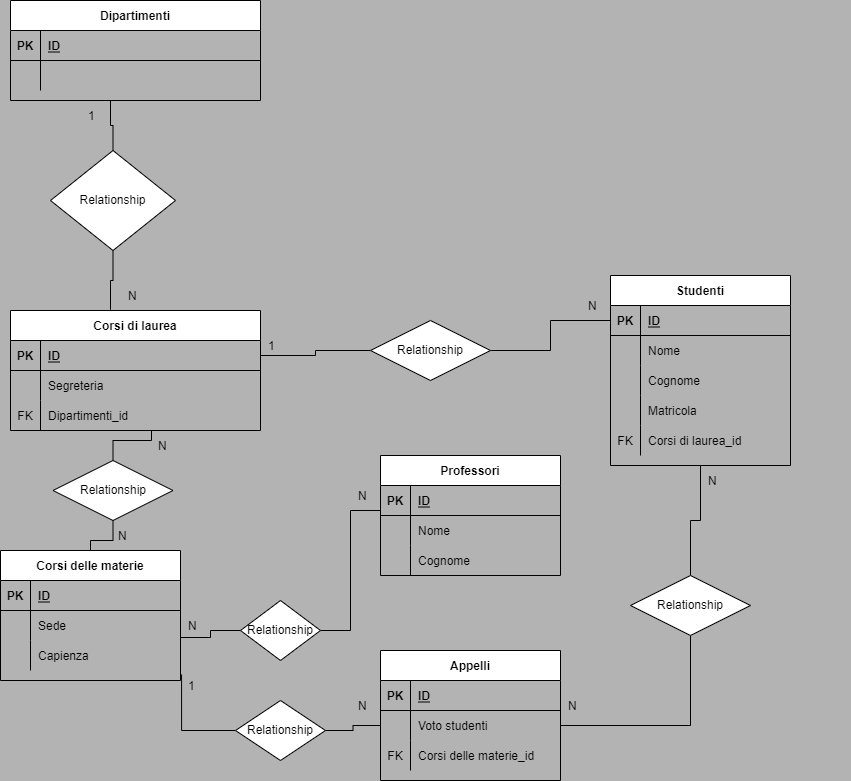 Dipartimenti
PK ID
1
Relationship
N
Corsi di laurea
PK ID
Segreteria
FK Dipartimenti_id
1
Relationship
N
Studenti
PK ID
Nome
Cognome
Matricola
FK Corsi di laurea_id
N
Relationship
N
Corsi delle materie
PK ID
Sede
Capienza
N
Relationship
N
Professori
PK ID
Nome
Cognome
1
Relationship
N
Appelli
PK ID
Voto studenti
FK Corsi delle materie_id
N
Relationship
N